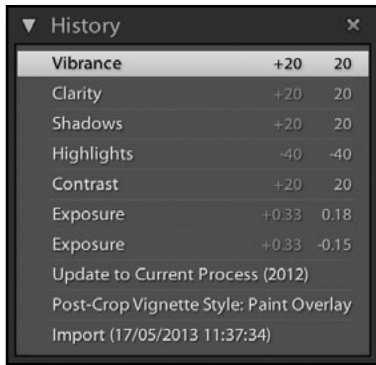 History
Vibrance +20 20
Clarity +20 20
Shadows +20 20
Highlights -40 -40
Contrast +20 20
Exposure +0.33 0.18
Exposure +0.33 -0.15
Update to Current Process (2012)
Post-Crop Vignette Style: Paint Overlay
Import (17/05/2013 11:37:34)